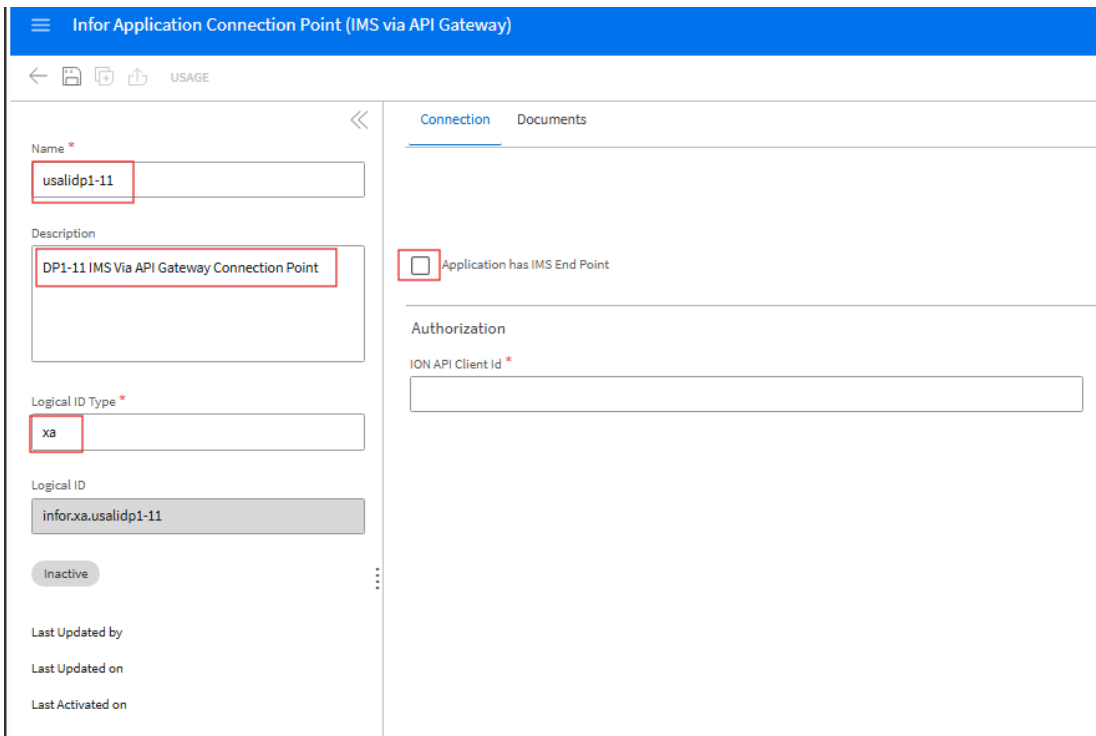 Infor Application Connection Point (IMS via API Gateway)
USAGE
Name *
usalidp1-11
Description
DP1-11 IMS Via API Gateway Connection Point
Logical ID Type *
xa
Logical ID
infor.xa.usalidp1-11
Inactive
Last Updated by
Last Updated on
Last Activated on
Connection Documents
Application has IMS End Point
Authorization
ION API Client Id *